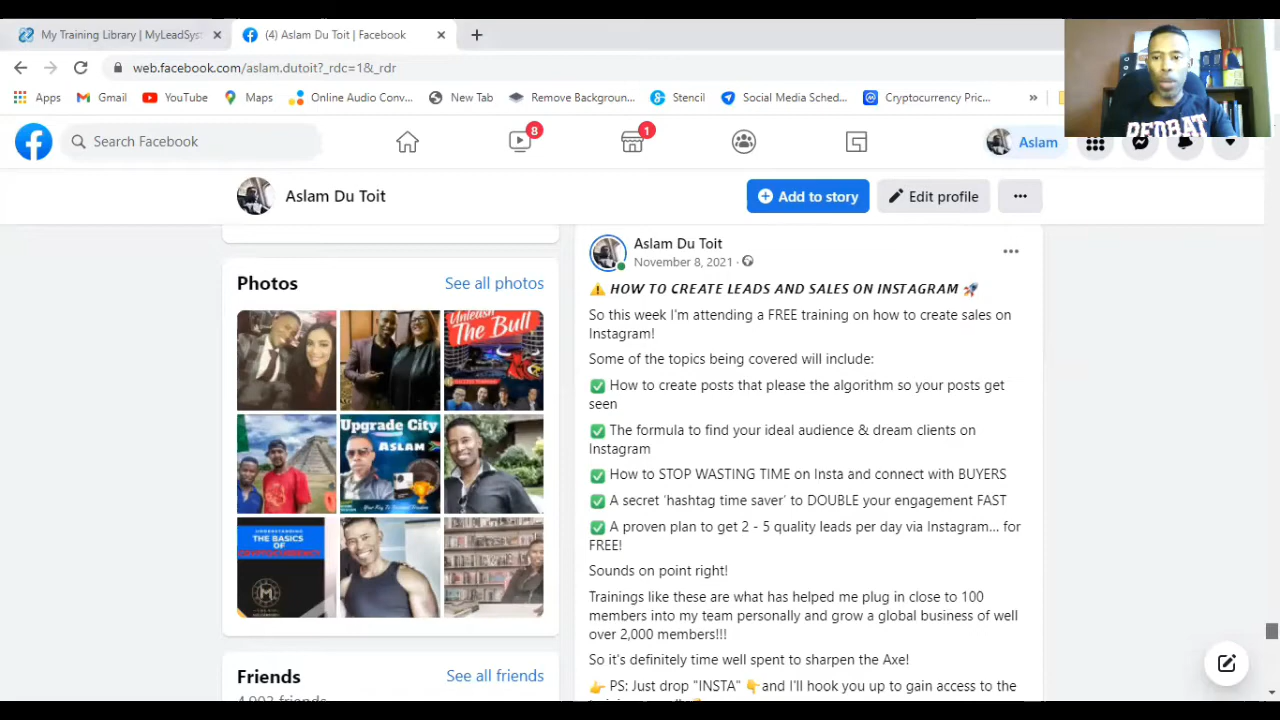 My Training Library | MyLeadSys
(4) Aslam Du Toit | Facebook
web.facebook.com/aslam.dutoit?_rdc=1&_rdr
Apps
Gmail
YouTube
Maps
Online Audio Conv...
New Tab
Remove Backgroun...
Stencil
Social Media Sched...
Cryptocurrency Pric...
»
REDBAT
Search Facebook
8
1
Aslam
Aslam Du Toit
Add to story
Edit profile
Photos
See all photos
Unleash
The Bull
Upgrade City
ASLAM
UNDERSTANDING
THE BASICS
OF
CRYPTOCURRENCY
Friends
See all friends
4,003 friends
Aslam Du Toit
November 8, 2021 ·
⚠️ HOW TO CREATE LEADS AND SALES ON INSTAGRAM 🚀
So this week I'm attending a FREE training on how to create sales on
Instagram!
Some of the topics being covered will include:
✅ How to create posts that please the algorithm so your posts get
seen
✅ The formula to find your ideal audience & dream clients on
Instagram
✅ How to STOP WASTING TIME on Insta and connect with BUYERS
✅ A secret ‘hashtag time saver’ to DOUBLE your engagement FAST
✅ A proven plan to get 2 - 5 quality leads per day via Instagram... for
FREE!
Sounds on point right!
Trainings like these are what has helped me plug in close to 100
members into my team personally and grow a global business of well
over 2,000 members!!!
So it's definitely time well spent to sharpen the Axe!
👉 PS: Just drop "INSTA" 👇and I'll hook you up to gain access to the